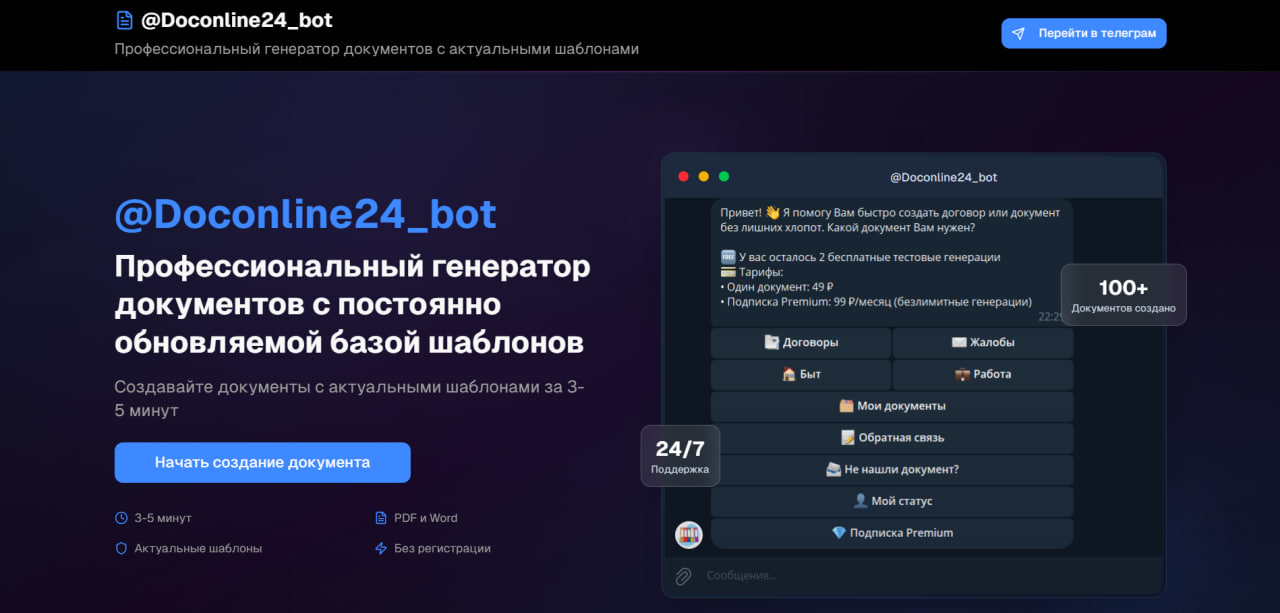 @Doconline24_bot
Профессиональный генератор документов с актуальными шаблонами
Перейти в телеграм
@Doconline24_bot
Профессиональный генератор
документов с постоянно
обновляемой базой шаблонов
Создавайте документы с актуальными шаблонами за 3-
5 минут
Начать создание документа
3-5 минут
PDF и Word
Актуальные шаблоны
Без регистрации
@Doconline24_bot
Привет! 👋 Я помогу Вам быстро создать договор или документ
без лишних хлопот. Какой документ Вам нужен?
🆓 У вас осталось 2 бесплатные тестовые генерации
💳 Тарифы:
• Один документ: 49 ₽
• Подписка Premium: 99 ₽/месяц (безлимитные генерации)
100+
Документов создано
Договоры
Жалобы
Быт
Работа
Мои документы
Обратная связь
24/7
Поддержка
Не нашли документ?
Мой статус
Подписка Premium
Сообщение...